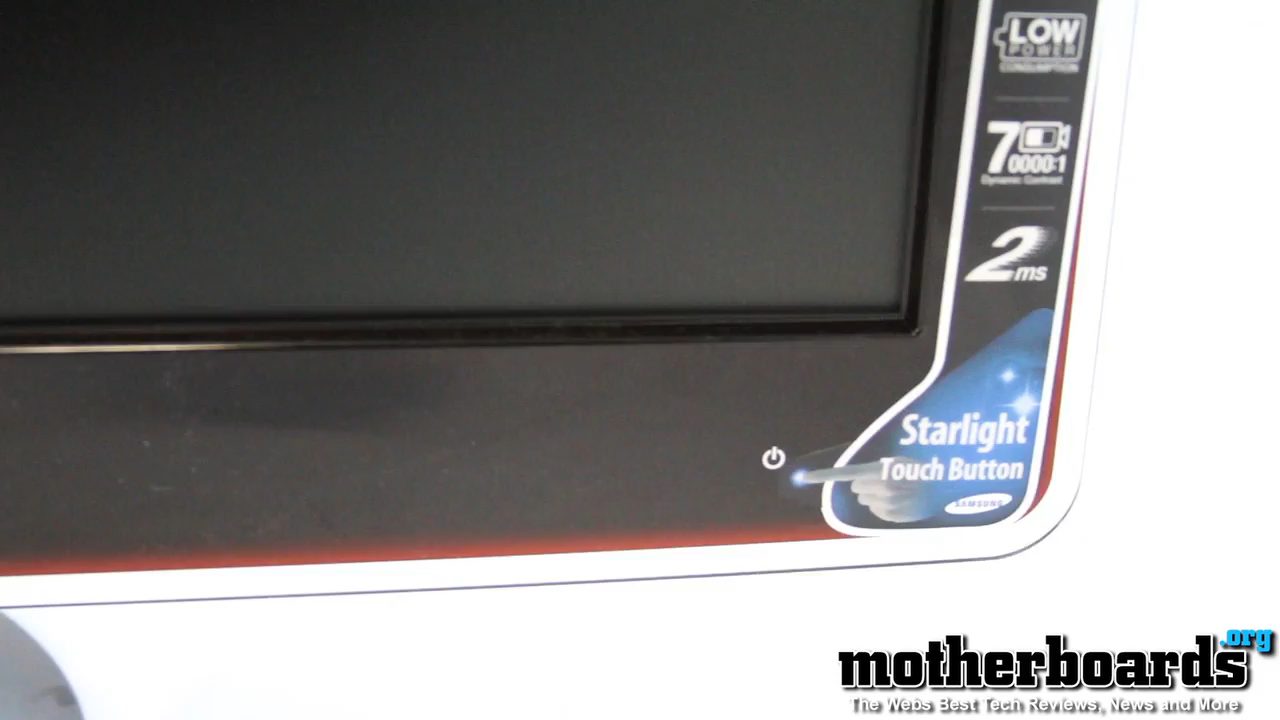 LOW
POWER
CONSUMPTION
70000:1
Dynamic Contrast
2ms
Starlight
Touch Button
SAMSUNG
motherboards.org
The Webs Best Tech Reviews, News and More